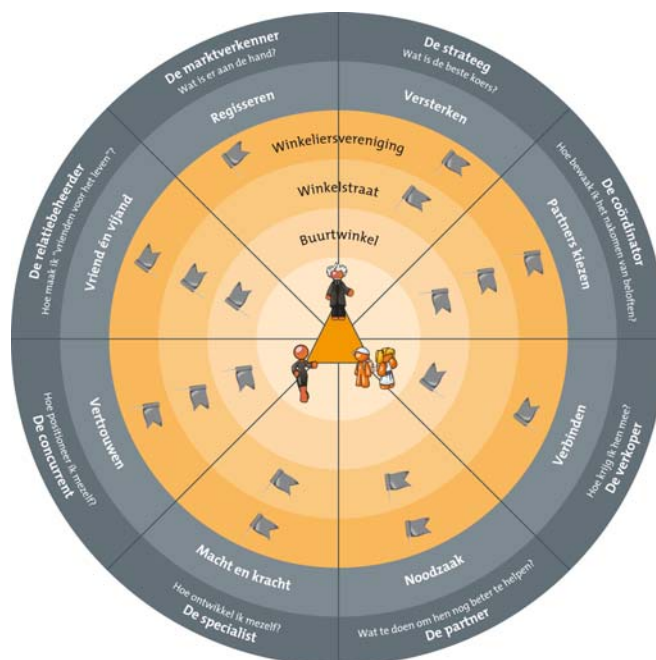 De marktverkenner
Wat is er aan de hand?
Regisseren
De strateeg
Wat is de beste koers?
Versterken
De coördinator
Hoe bewaak ik het nakomen van beloften?
Partners kiezen
De verkoper
Hoe krijg ik hen mee?
Verbinden
Wat te doen om hen nog beter te helpen?
De partner
Noodzaak
Hoe ontwikkel ik mezelf?
De specialist
Macht en kracht
Hoe positioneer ik mezelf?
De concurrent
Vertrouwen
De relatiebeheerder
Hoe maak ik "vrienden voor het leven"?
Vriend én vijand
Winkeliersvereniging
Winkelstraat
Buurtwinkel